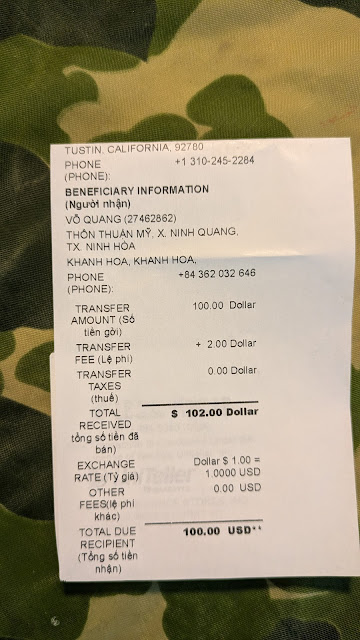 TUSTIN, CALIFORNIA, 92780
PHONE +1 310-245-2284
(PHONE):
BENEFICIARY INFORMATION
(Người nhận)
VÕ QUANG (27462862)
THÔN THUẬN MỸ, X. NINH QUANG,
TX. NINH HÒA
KHANH HOA, KHANH HOA,
PHONE +84 362 032 646
(PHONE):
TRANSFER 100.00 Dollar
AMOUNT (Số
tiền gởi)
TRANSFER + 2.00 Dollar
FEE (Lệ phí)
TRANSFER 0.00 Dollar
TAXES
(thuế)
TOTAL $ 102.00 Dollar
RECEIVED
tổng số tiền đã
bán)
EXCHANGE Dollar $ 1.00 =
RATE (Tỷ giá) 1.0000 USD
OTHER 0.00 USD
FEES(lệ phí
khác)
TOTAL DUE 100.00 USD**
RECIPIENT
(Tổng số tiền
nhận)